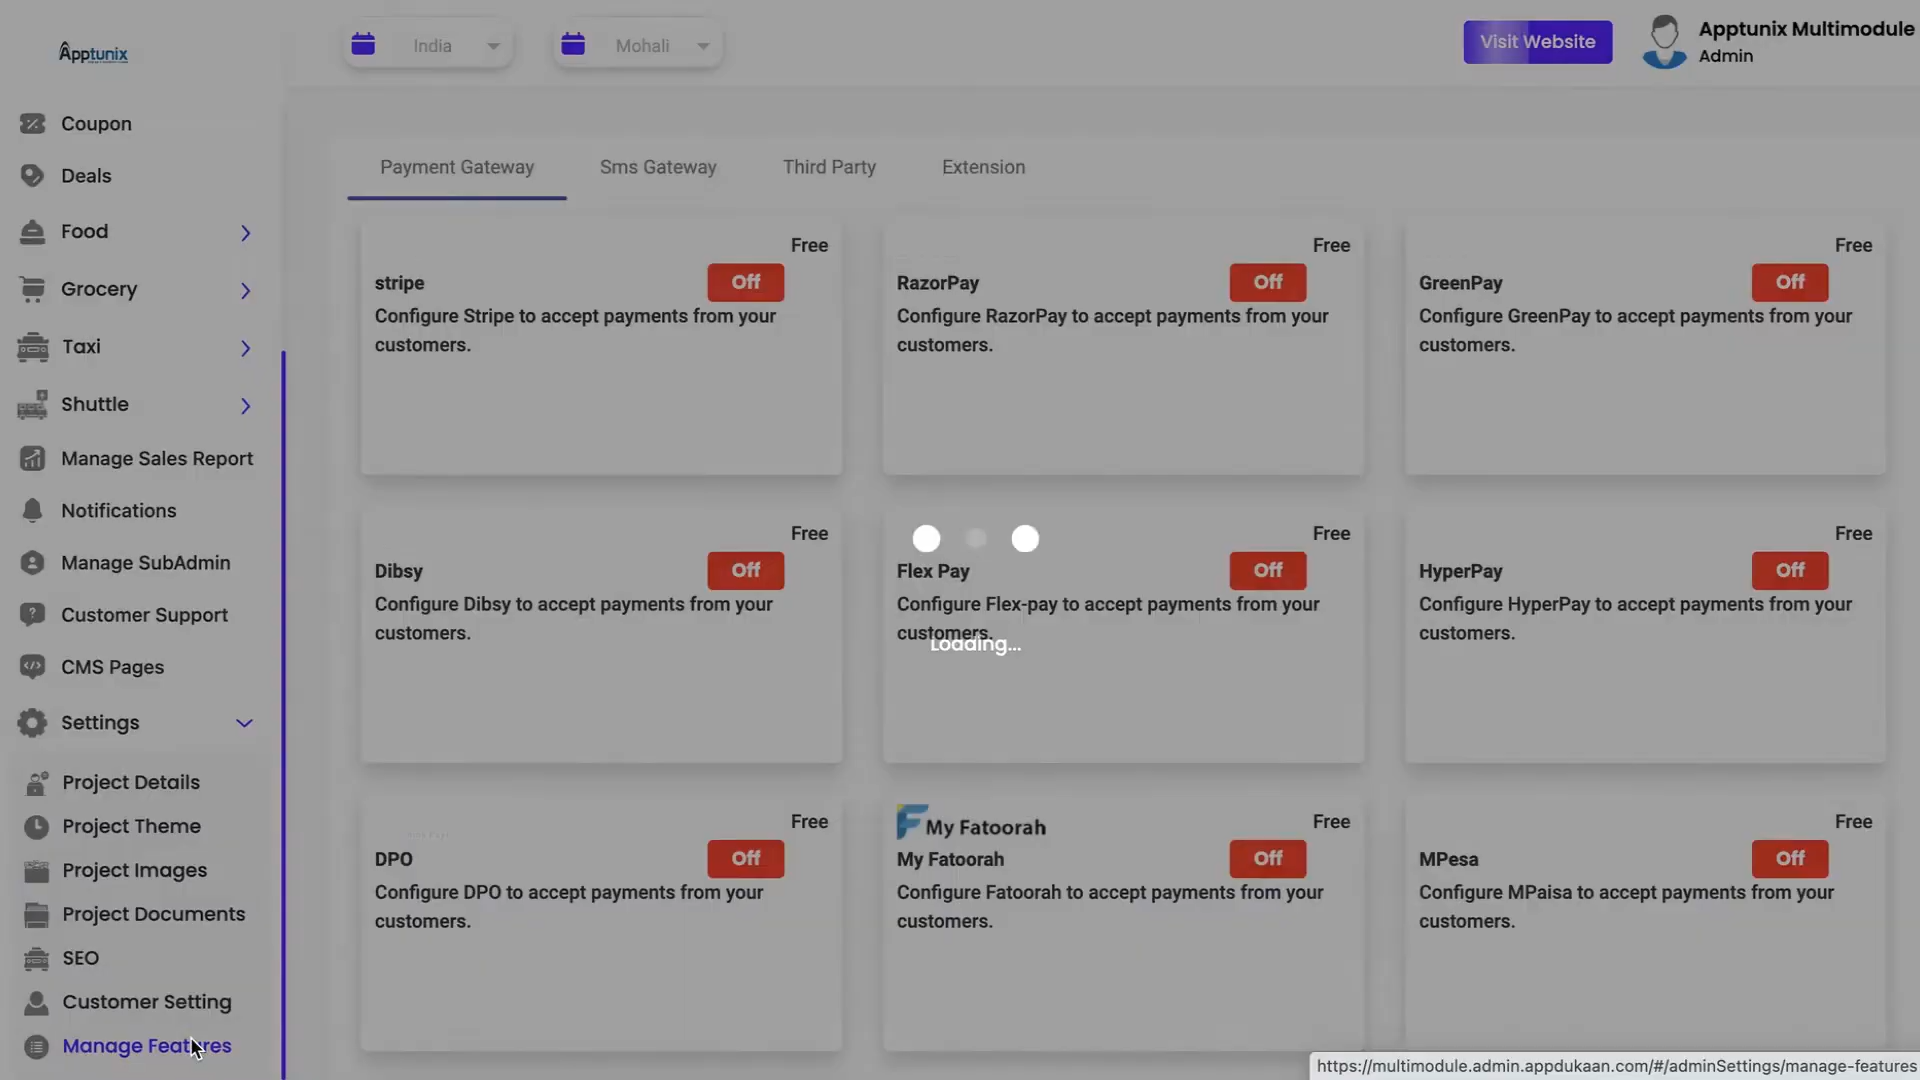 Apptunix
India
Mohali
Visit Website
Apptunix Multimodule
Admin
Coupon
Deals
Food
Grocery
Taxi
Shuttle
Manage Sales Report
Notifications
Manage SubAdmin
Customer Support
CMS Pages
Settings
Project Details
Project Theme
Project Images
Project Documents
SEO
Customer Setting
Manage Features
Payment Gateway
Sms Gateway
Third Party
Extension
Free
stripe
Off
Configure Stripe to accept payments from your
customers.
Free
RazorPay
Off
Configure RazorPay to accept payments from your
customers.
Free
GreenPay
Off
Configure GreenPay to accept payments from your
customers.
Free
Dibsy
Off
Configure Dibsy to accept payments from your
customers.
Free
Flex Pay
Off
Configure Flex-pay to accept payments from your
customers.
Loading...
Free
HyperPay
Off
Configure HyperPay to accept payments from your
customers.
Free
DPO
Off
Configure DPO to accept payments from your
customers.
Free
My Fatoorah
My Fatoorah
Off
Configure Fatoorah to accept payments from your
customers.
Free
MPesa
Off
Configure MPaisa to accept payments from your
customers.
https://multimodule.admin.appdukaan.com/#/adminSettings/manage-features